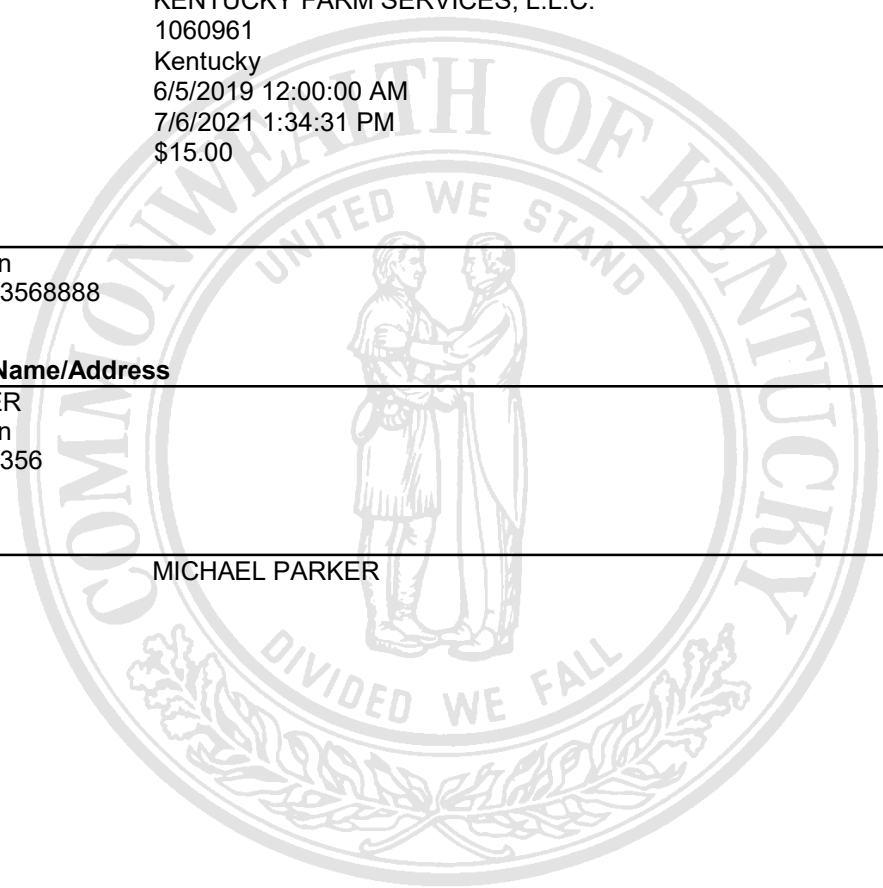 KENTUCKY FARM SERVICES, L.L.C.
1060961
Kentucky
6/5/2019 12:00:00 AM
7/6/2021 1:34:31 PM
$15.00
COMMONWEALTH OF KENTUCKY
UNITED WE STAND
n
3568888
Name/Address
ER
n
356
MICHAEL PARKER
DIVIDED WE FALL